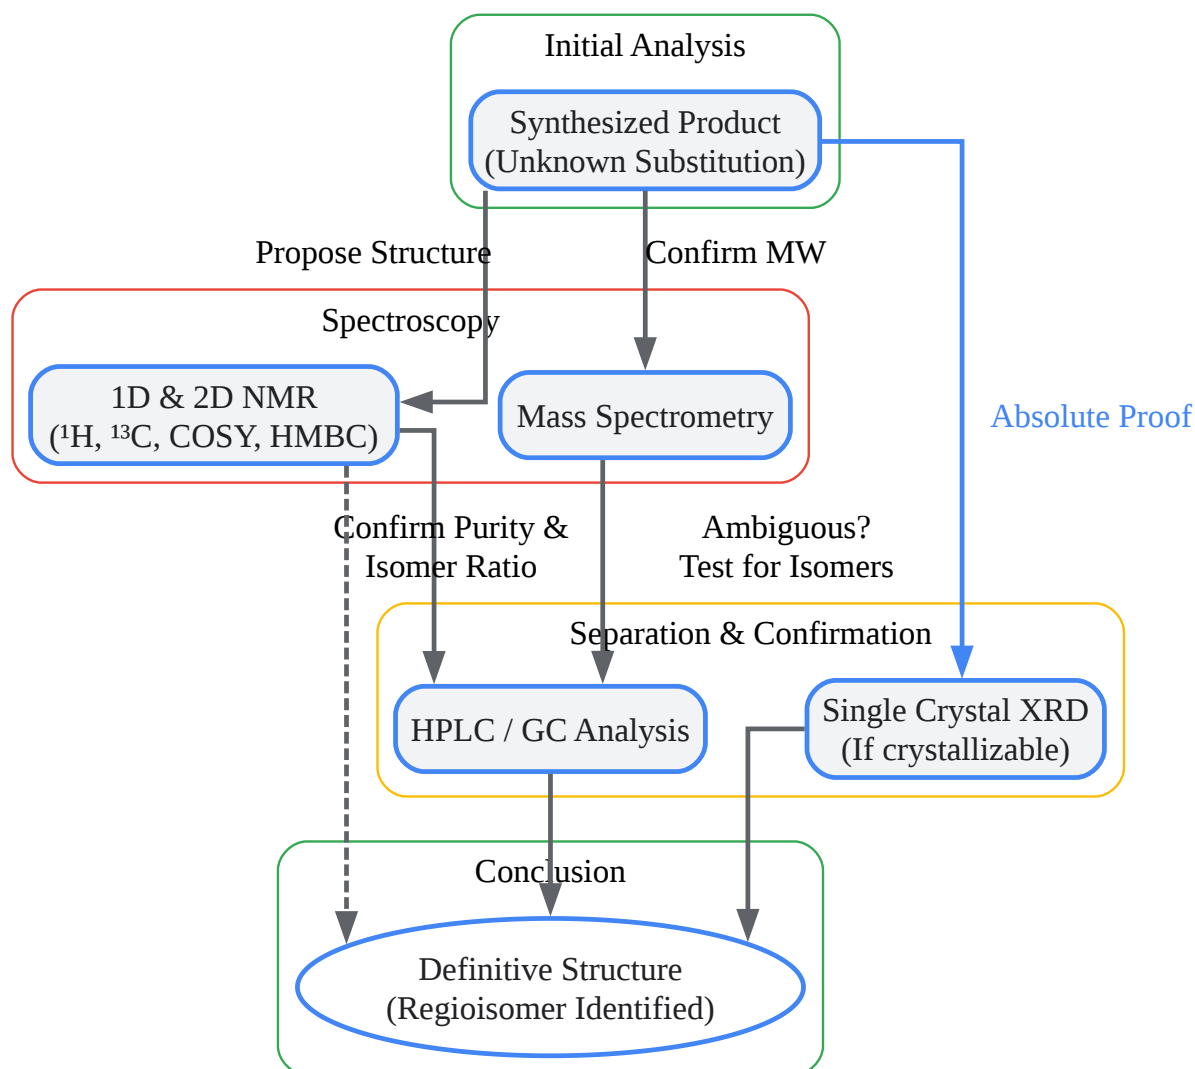 Initial Analysis
Synthesized Product
(Unknown Substitution)
Propose Structure
Confirm MW
Spectroscopy
1D & 2D NMR
(¹H, ¹³C, COSY, HMBC)
Mass Spectrometry
Absolute Proof
Confirm Purity &
Isomer Ratio
Ambiguous?
Test for Isomers
Separation & Confirmation
HPLC / GC Analysis
Single Crystal XRD
(If crystallizable)
Conclusion
Definitive Structure
(Regioisomer Identified)